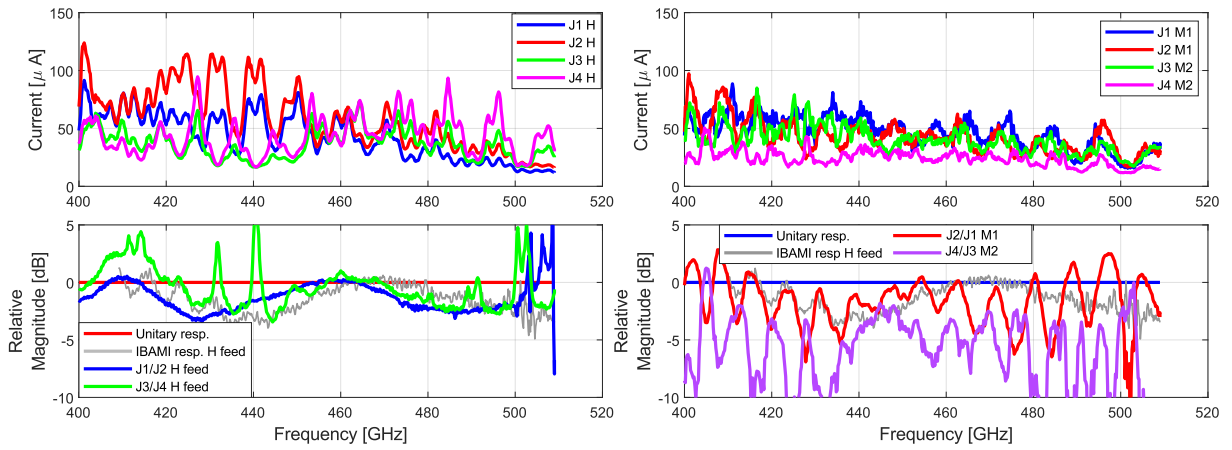 150
100
50
0
Current [μ A]
J1 H
J2 H
J3 H
J4 H
400 420 440 460 480 500 520
150
100
50
0
Current [μ A]
J1 M1
J2 M1
J3 M2
J4 M2
400 420 440 460 480 500 520
5
0
-5
-10
Relative
Magnitude [dB]
Unitary resp.
IBAMI resp. H feed
J1/J2 H feed
J3/J4 H feed
400 420 440 460 480 500 520
Frequency [GHz]
5
0
-5
-10
Relative
Magnitude [dB]
Unitary resp. J2/J1 M1
IBAMI resp H feed J4/J3 M2
400 420 440 460 480 500 520
Frequency [GHz]